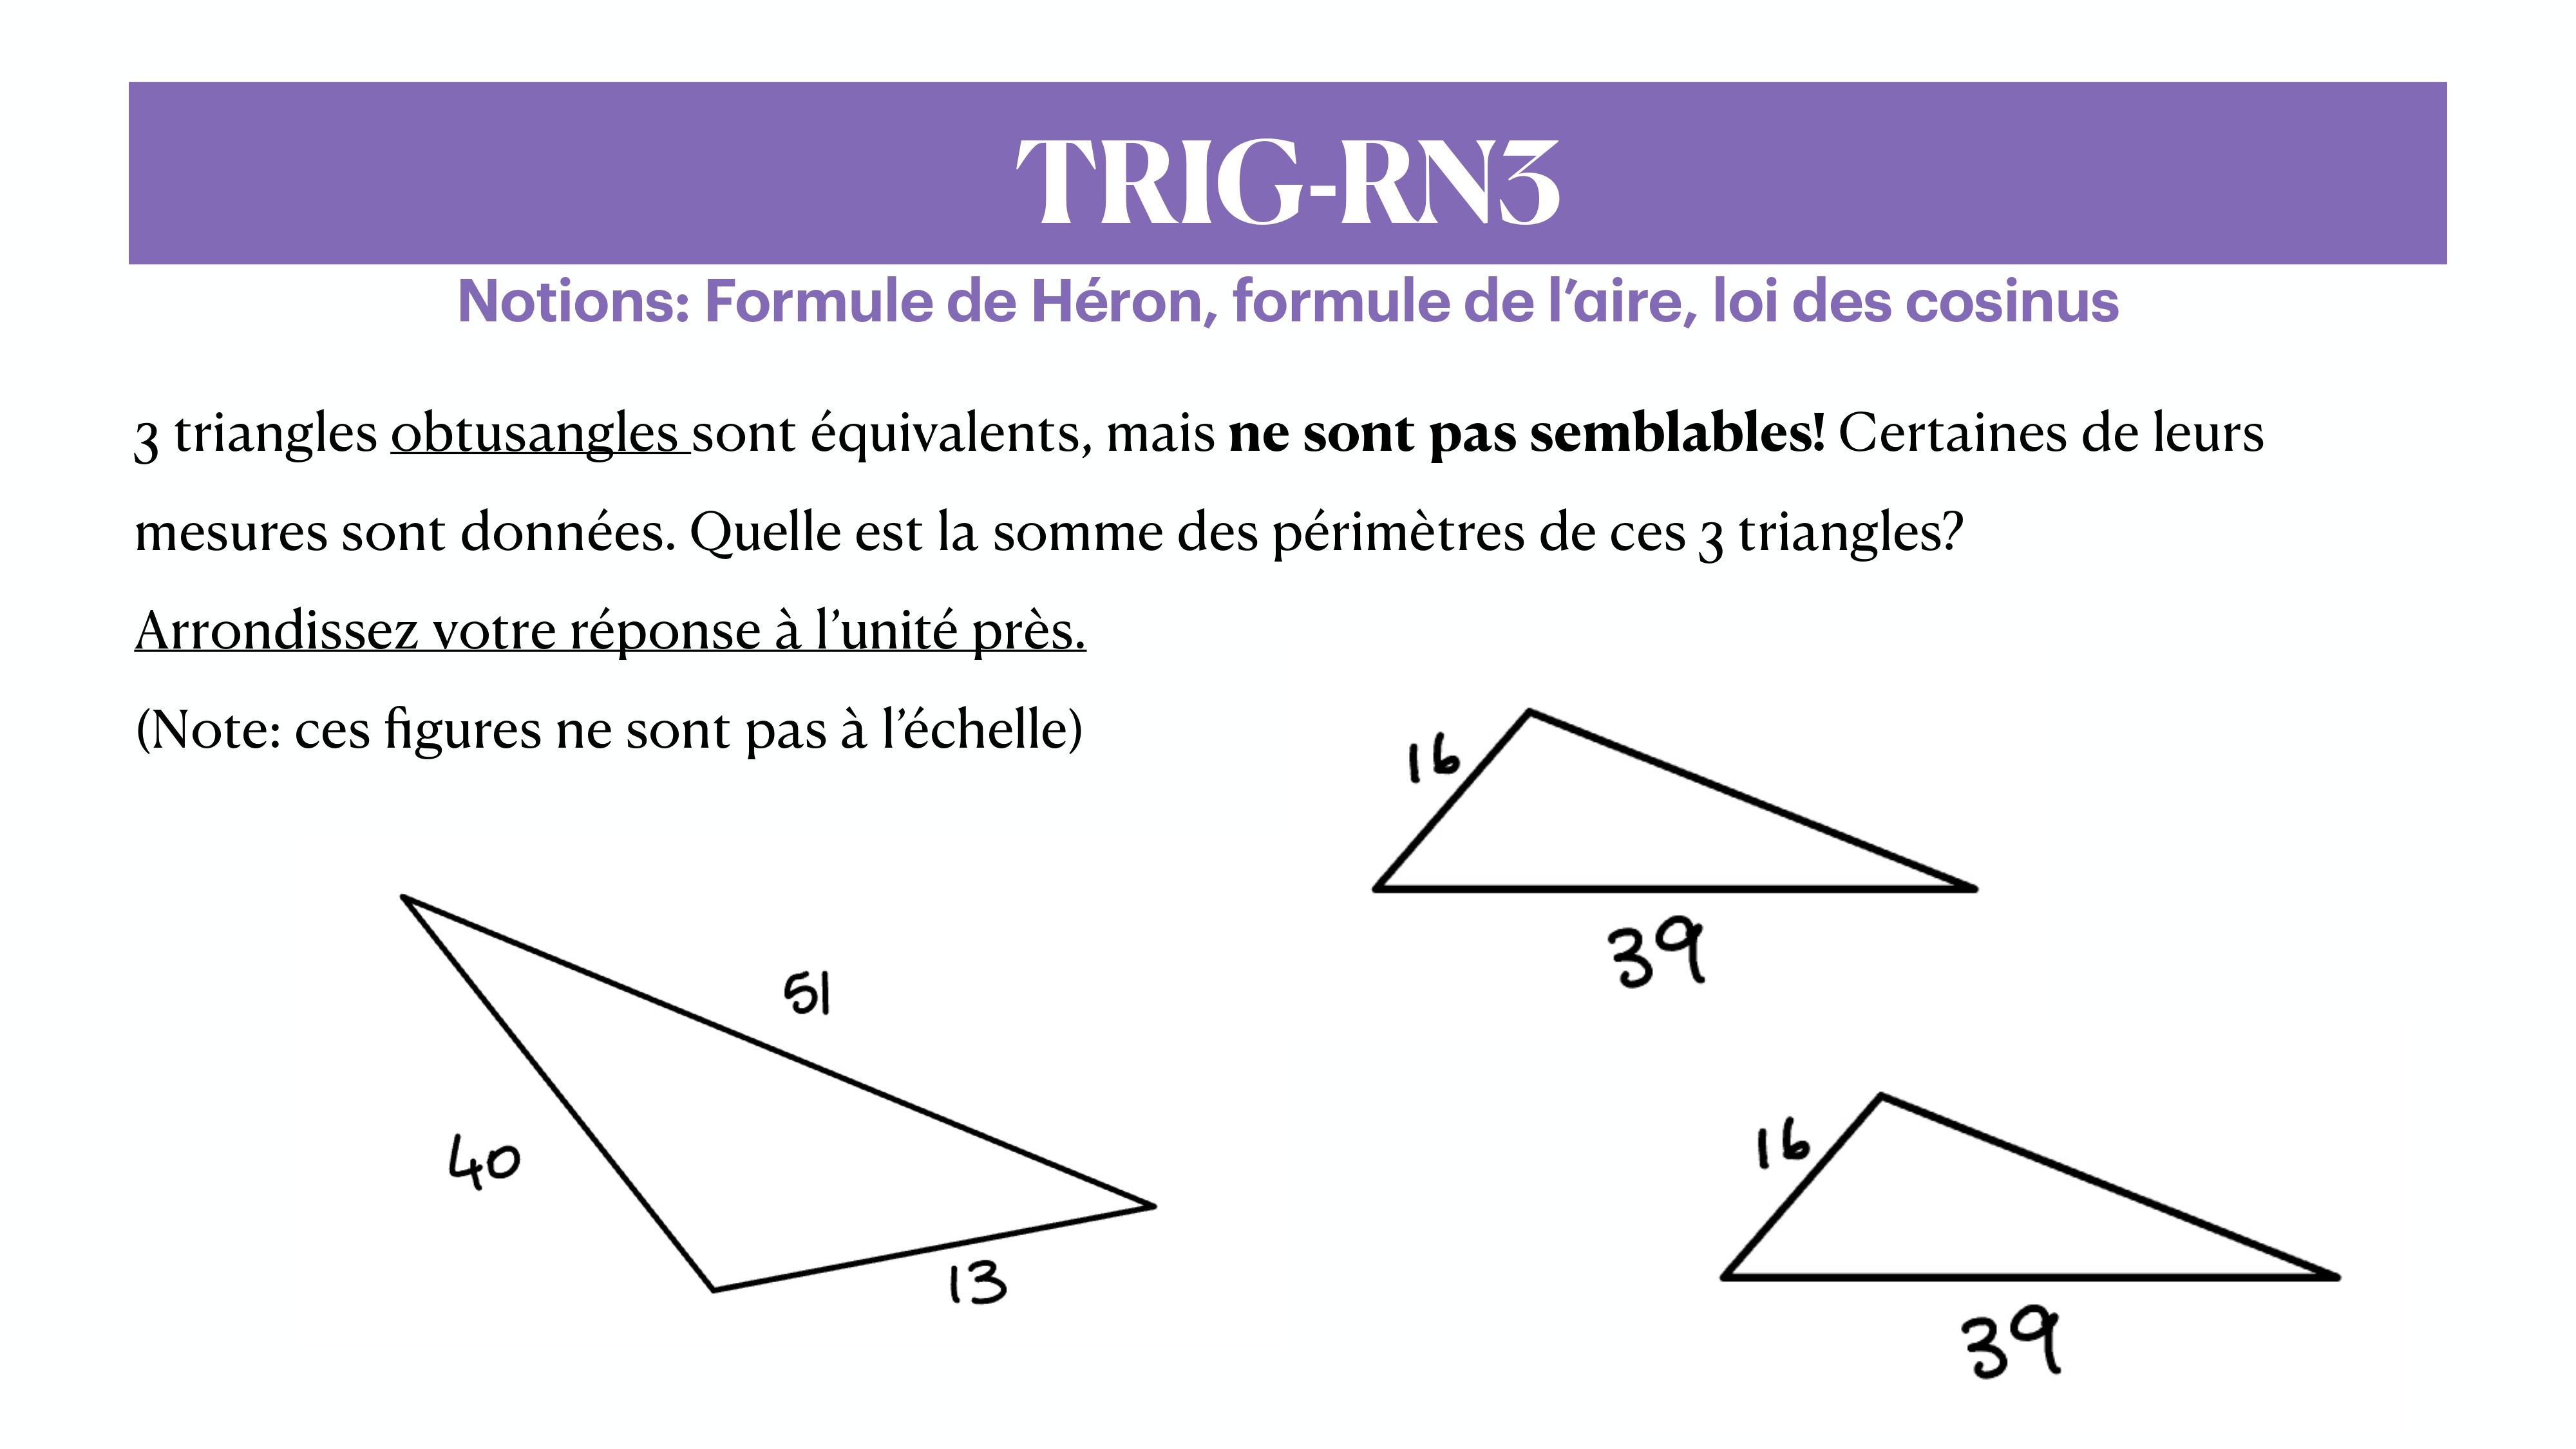 TRIG-RN3
Notions: Formule de Héron, formule de l’aire, loi des cosinus
3 triangles obtusangles sont équivalents, mais ne sont pas semblables! Certaines de leurs
mesures sont données. Quelle est la somme des périmètres de ces 3 triangles?
Arrondissez votre réponse à l’unité près.
(Note: ces figures ne sont pas à l’échelle)
16
39
51
40
13
16
39